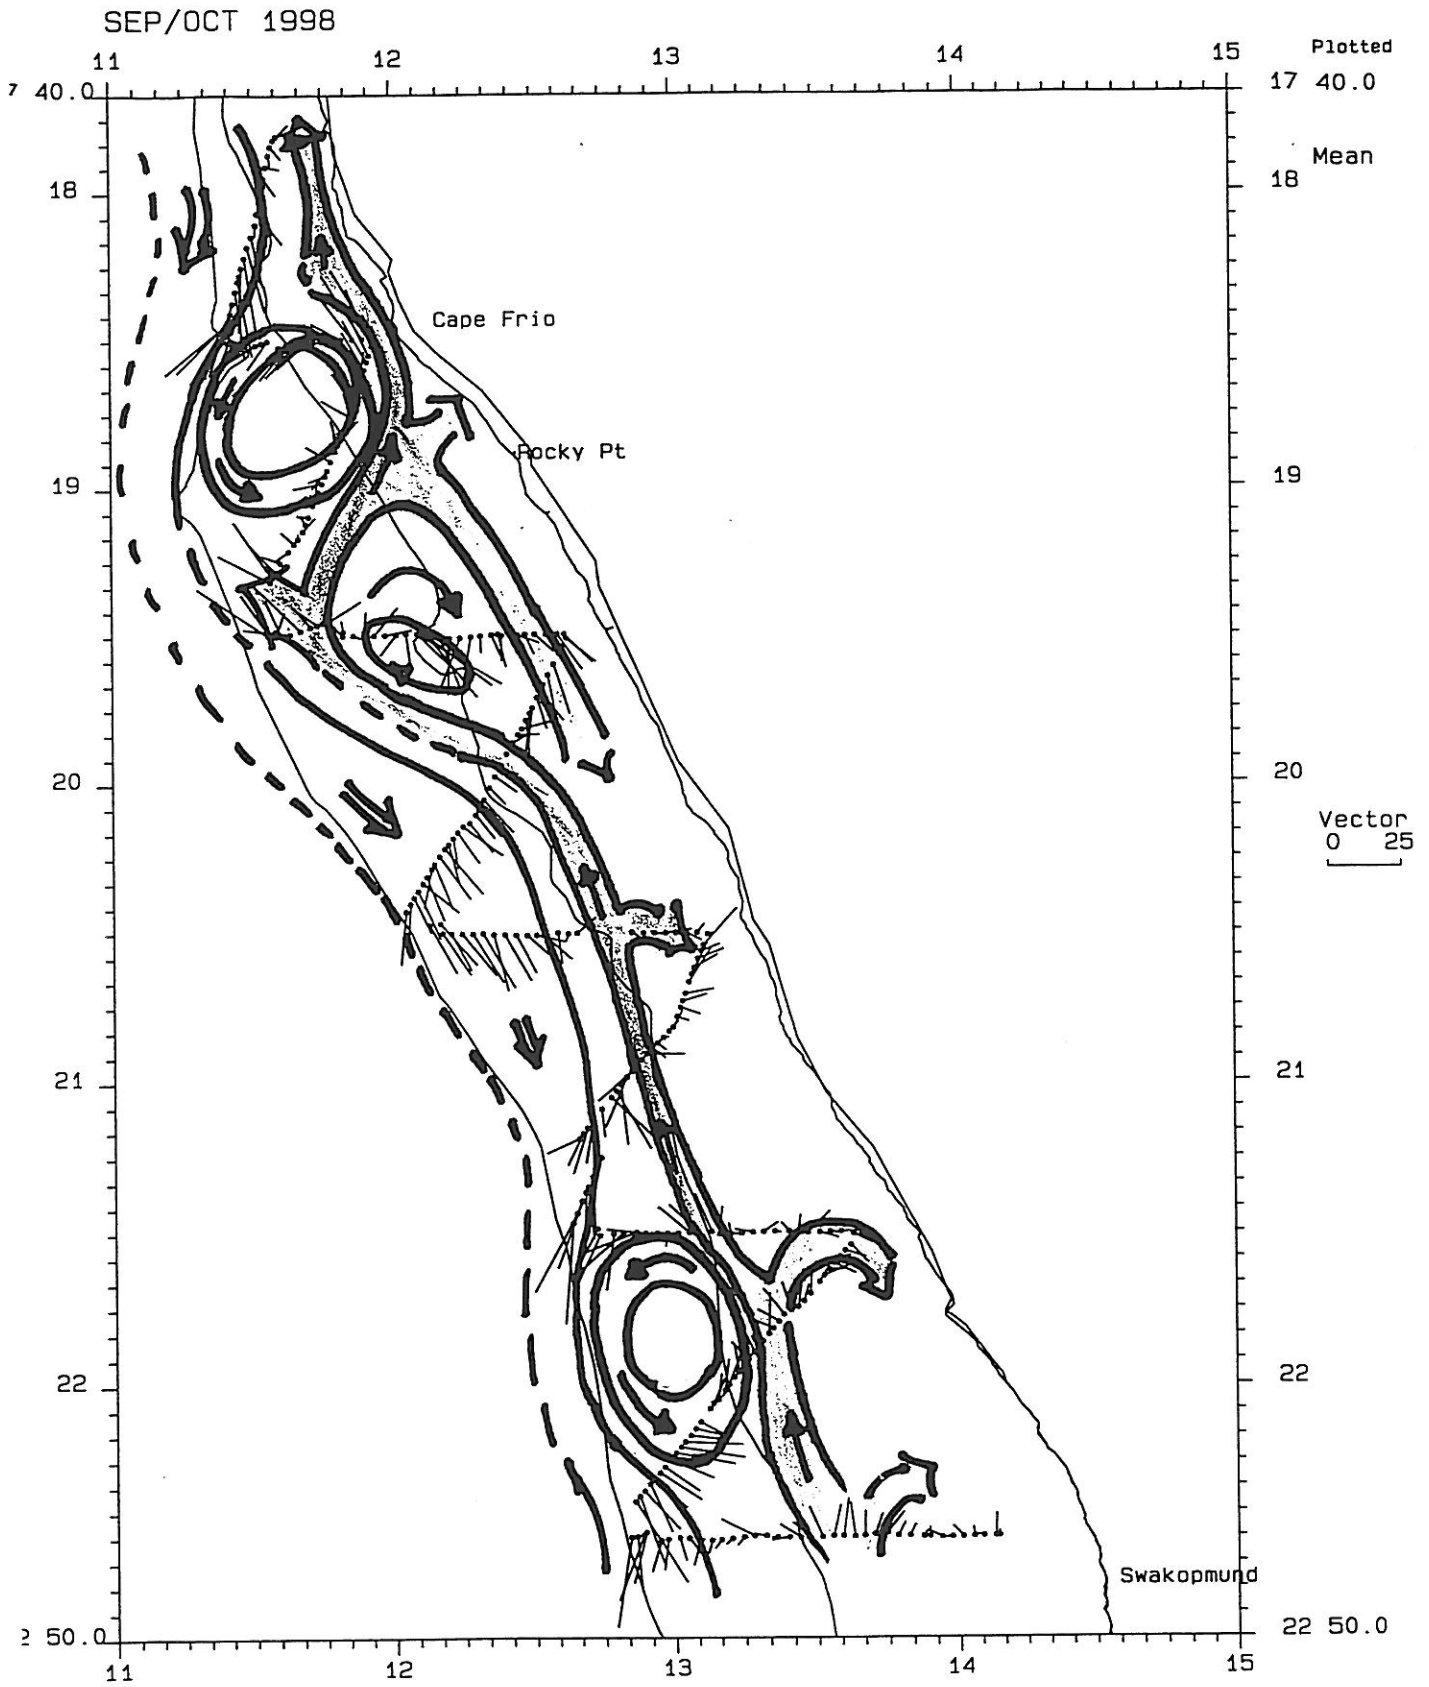 SEP/OCT 1998
11 12 13 14 15 Plotted
7 40.0 17 40.0
Mean
18 18
Cape Frio
Rocky Pt
19 19
20 20
Vector
0 25
21 21
22 22
Swakopmund
2 50.0 22 50.0
11 12 13 14 15